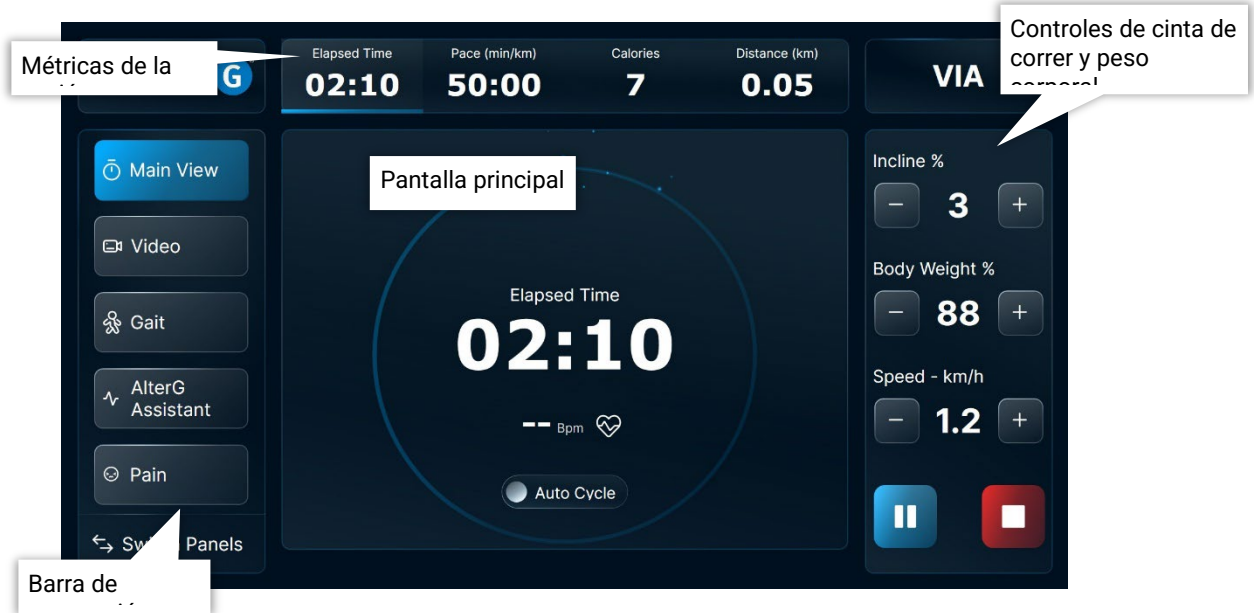 Controles de cinta de
correr y peso
Métricas de la
G
Elapsed Time
02:10
Pace (min/km)
50:00
Calories
7
Distance (km)
0.05
VIA
Main View
Video
Gait
AlterG
Assistant
Pain
Panels
Barra de
Pantalla principal
Elapsed Time
02:10
-- Bpm
Auto Cycle
Incline %
− 3 +
Body Weight %
− 88 +
Speed - km/h
− 1.2 +